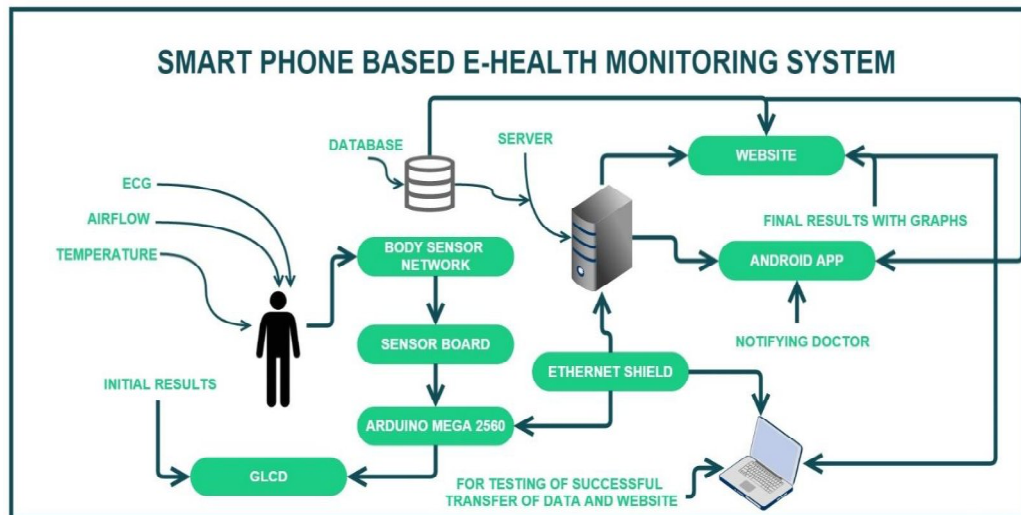 SMART PHONE BASED E-HEALTH MONITORING SYSTEM
DATABASE
SERVER
WEBSITE
ECG
AIRFLOW
TEMPERATURE
FINAL RESULTS WITH GRAPHS
BODY SENSOR
NETWORK
ANDROID APP
SENSOR BOARD
NOTIFYING DOCTOR
ETHERNET SHIELD
INITIAL RESULTS
ARDUINO MEGA 2560
GLCD
FOR TESTING OF SUCCESSFUL
TRANSFER OF DATA AND WEBSITE